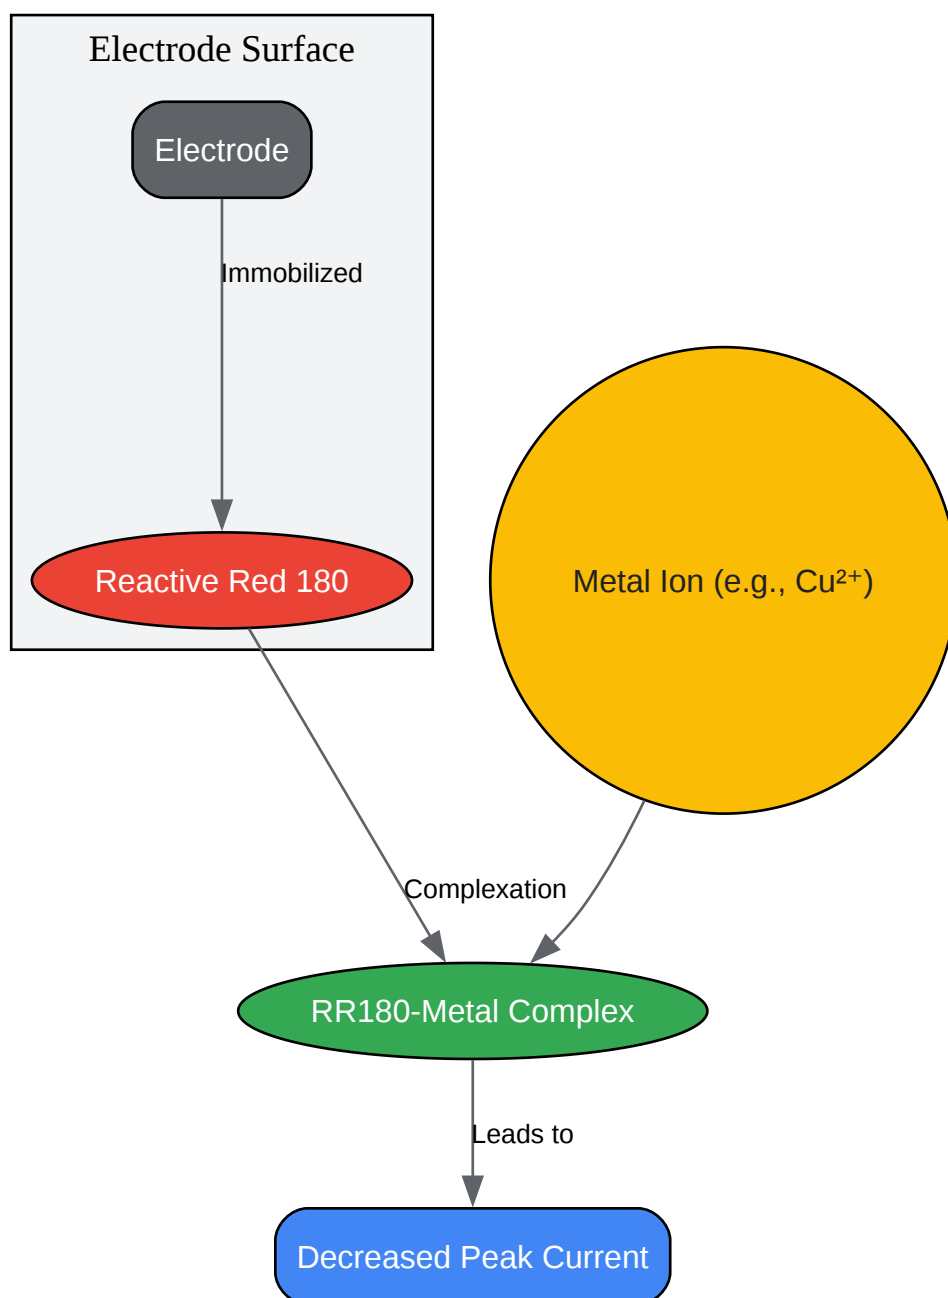 Electrode Surface
Electrode
Immobilized
Reactive Red 180
Metal Ion (e.g., Cu²⁺)
Complexation
RR180-Metal Complex
Leads to
Decreased Peak Current